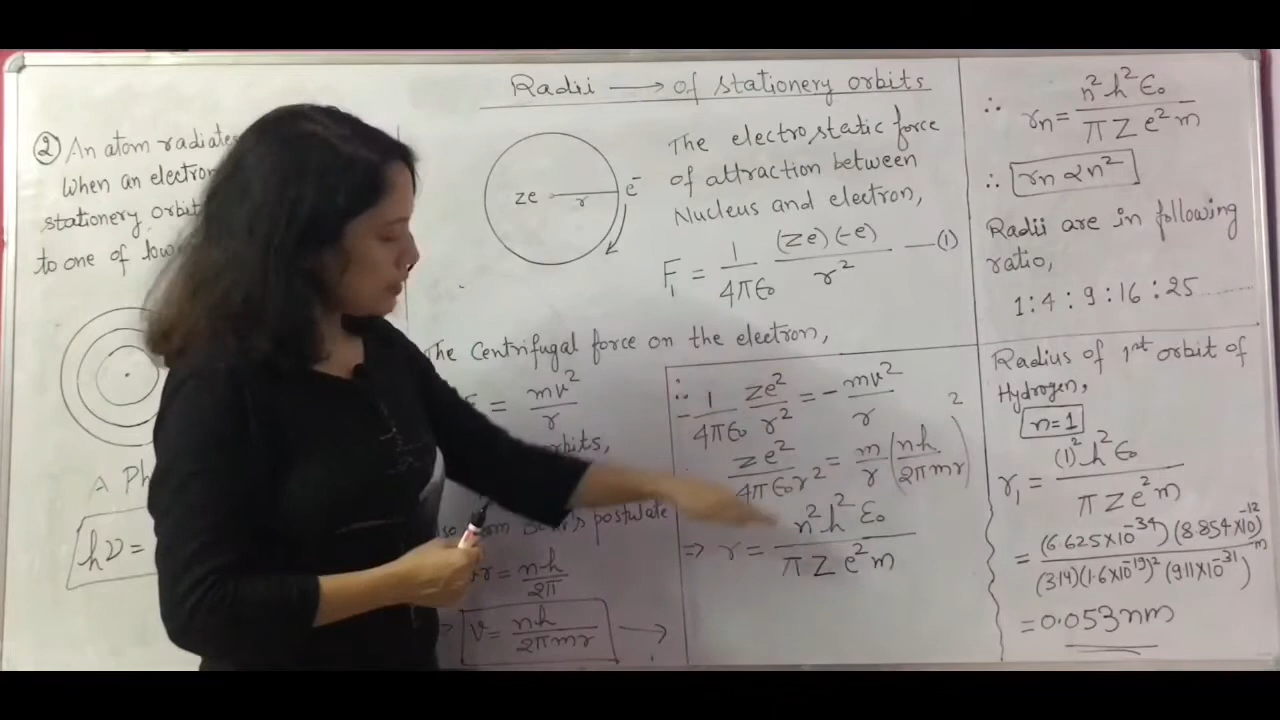 Radii → of stationery orbits
② An atom radiates
When an electron
stationery orbit
to one of
A Ph
hν =
ze r e⁻
The electrostatic force
of attraction between
Nucleus and electron,
F₁ = 1/4πϵ₀ (ze)(-e)/r² —(1)
The Centrifugal force on the electron,
= mv²/r
postulate
= nh/2π
v = nh/2πmr →
∴ -1/4πϵ₀ ze²/r² = -mv²/r
ze²/4πϵ₀r² = m/r (nh/2πmr)²
⇒ r = n²h²ϵ₀/πZe²m
∴ rn = n²h²ϵ₀/πZe²m
∴ rn ∝ n²
Radii are in following
ratio,
1:4:9:16:25......
Radius of 1st orbit of
Hydrogen,
n=1
r₁ = (1)²h²ϵ₀/πZe²m
= (6.625×10⁻³⁴)(8.854×10⁻¹²)/(3.14)(1.6×10⁻¹⁹)²(9.11×10⁻³¹) m
= 0.053nm